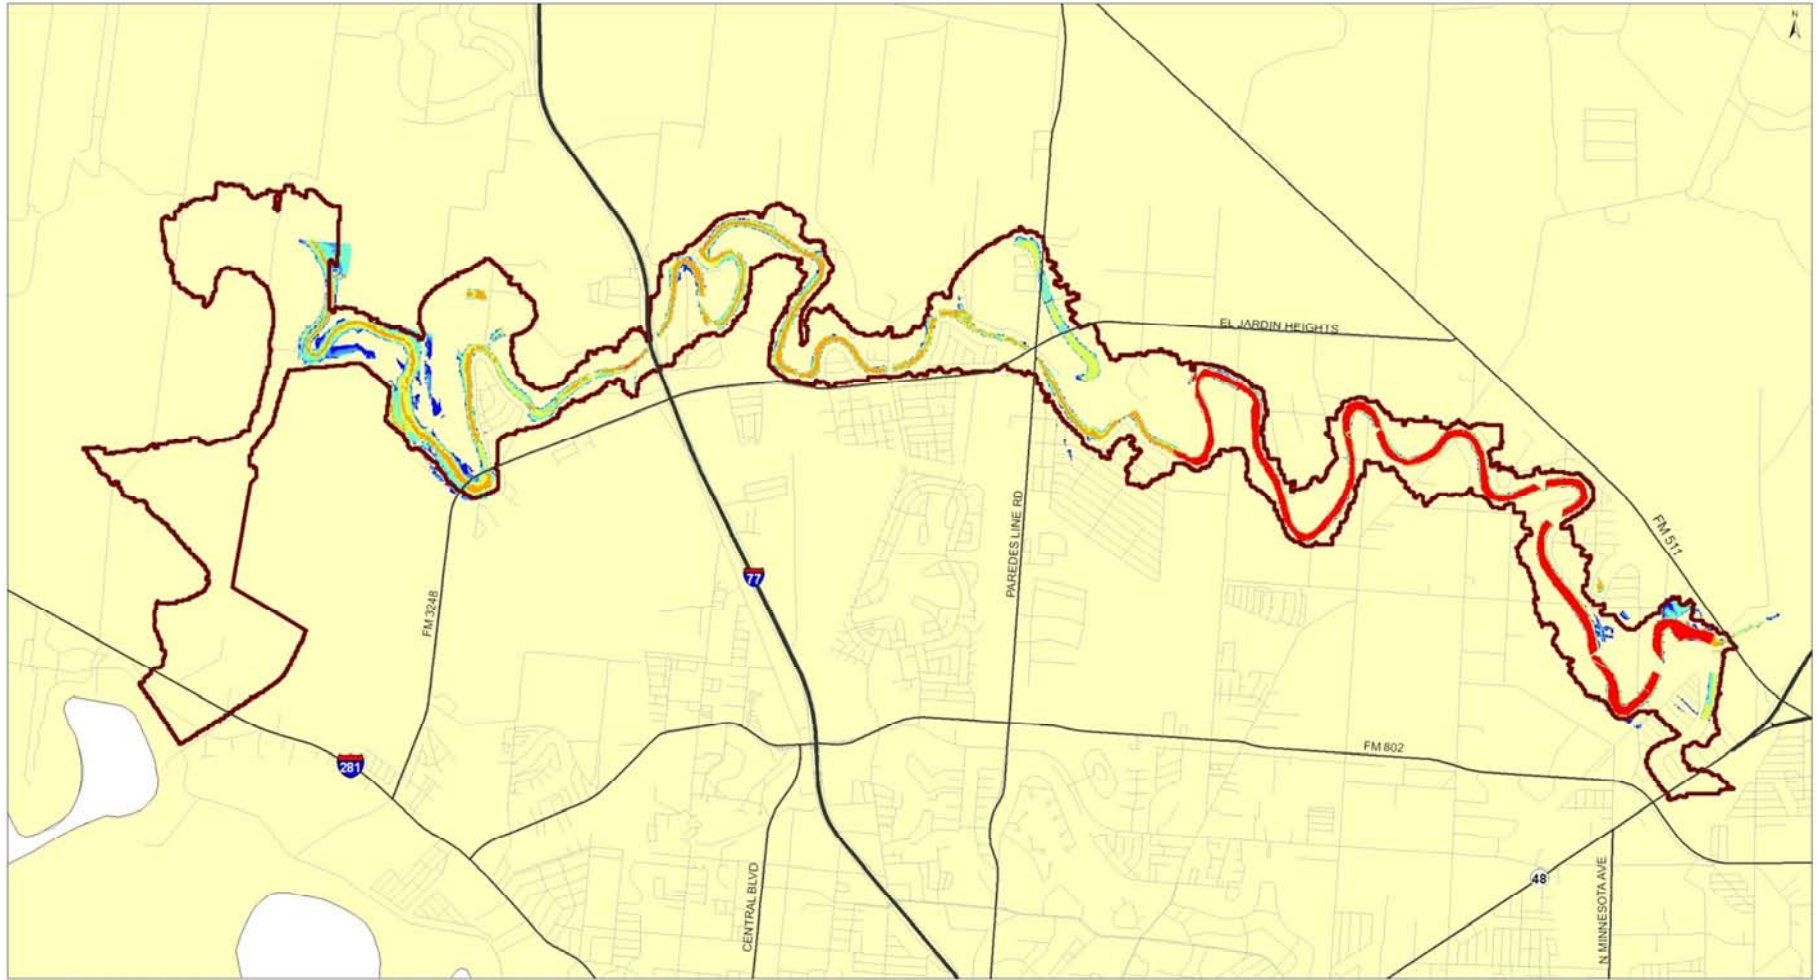 N
EL JARDIN HEIGHTS
PAREDES LINE RD
FM 511
77
FM 3248
281
FM 802
CENTRAL BLVD
48
N MINNESOTA AVE